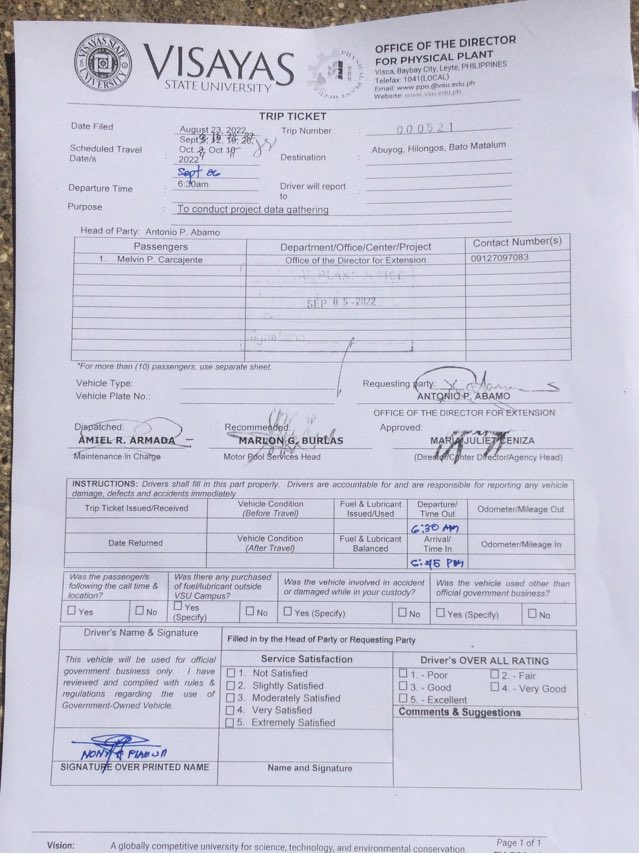 VISAYAS STATE UNIVERSITY
VISAYAS
STATE UNIVERSITY
OFFICE OF THE DIRECTOR
FOR PHYSICAL PLANT
Visca, Baybay City, Leyte, PHILIPPINES
Telefax: 1041(LOCAL)
Email: www.ppo@vsu.edu.ph
Website: www.vsu.edu.ph
TRIP TICKET
Date Filed : August 23, 2022 Trip Number : 000521
Scheduled Travel Date/s : Oct. Oct 2022
Destination : Abuyog, Hilongos, Bato Matalum
Sept 06
Departure Time : 6:30am Driver will report to :
Purpose : To conduct project data gathering
Head of Party: Antonio P. Abamo
Passengers Department/Office/Center/Project Contact Number(s)
1. Melvin P. Carcajente Office of the Director for Extension 09127097083
SEP 05 2022
*For more than (10) passengers, use separate sheet
Vehicle Type: Requesting party:
Vehicle Plate No.: ANTONIO P. ABAMO
OFFICE OF THE DIRECTOR FOR EXTENSION
Dispatched: Recommended: Approved:
AMIEL R. ARMADA MARLON G. BURLAS MARIA JULIET CENIZA
Maintenance In Charge Motor Pool Services Head (Director/Center Director/Agency Head)
INSTRUCTIONS: Drivers shall fill in this part properly. Drivers are accountable for and are responsible for reporting any vehicle
damage, defects and accidents immediately
Trip Ticket Issued/Received Vehicle Condition (Before Travel) Fuel & Lubricant Issued/Used Departure/ Time Out Odometer/Mileage Out
6:30 AM
Date Returned Vehicle Condition (After Travel) Fuel & Lubricant Balanced Arrival/ Time In Odometer/Mileage In
:45 PM
Was the passenger/s following the call time & location? Was there any purchased of fuel/lubricant outside VSU Campus? Was the vehicle involved in accident or damaged while in your custody? Was the vehicle used other than official government business?
Yes No Yes (Specify) No Yes (Specify) No Yes (Specify) No
Driver's Name & Signature Filled in by the Head of Party or Requesting Party
This vehicle will be used for official
government business only. I have
reviewed and complied with rules &
regulations regarding the use of
Government-Owned Vehicle.
Service Satisfaction
1. Not Satisfied
2. Slightly Satisfied
3. Moderately Satisfied
4. Very Satisfied
5. Extremely Satisfied
Driver's OVER ALL RATING
1. - Poor 2. - Fair
3. - Good 4. - Very Good
5. - Excellent
Comments & Suggestions
SIGNATURE OVER PRINTED NAME Name and Signature
Page 1 of 1
Vision: A globally competitive university for science, technology, and environmental conservation